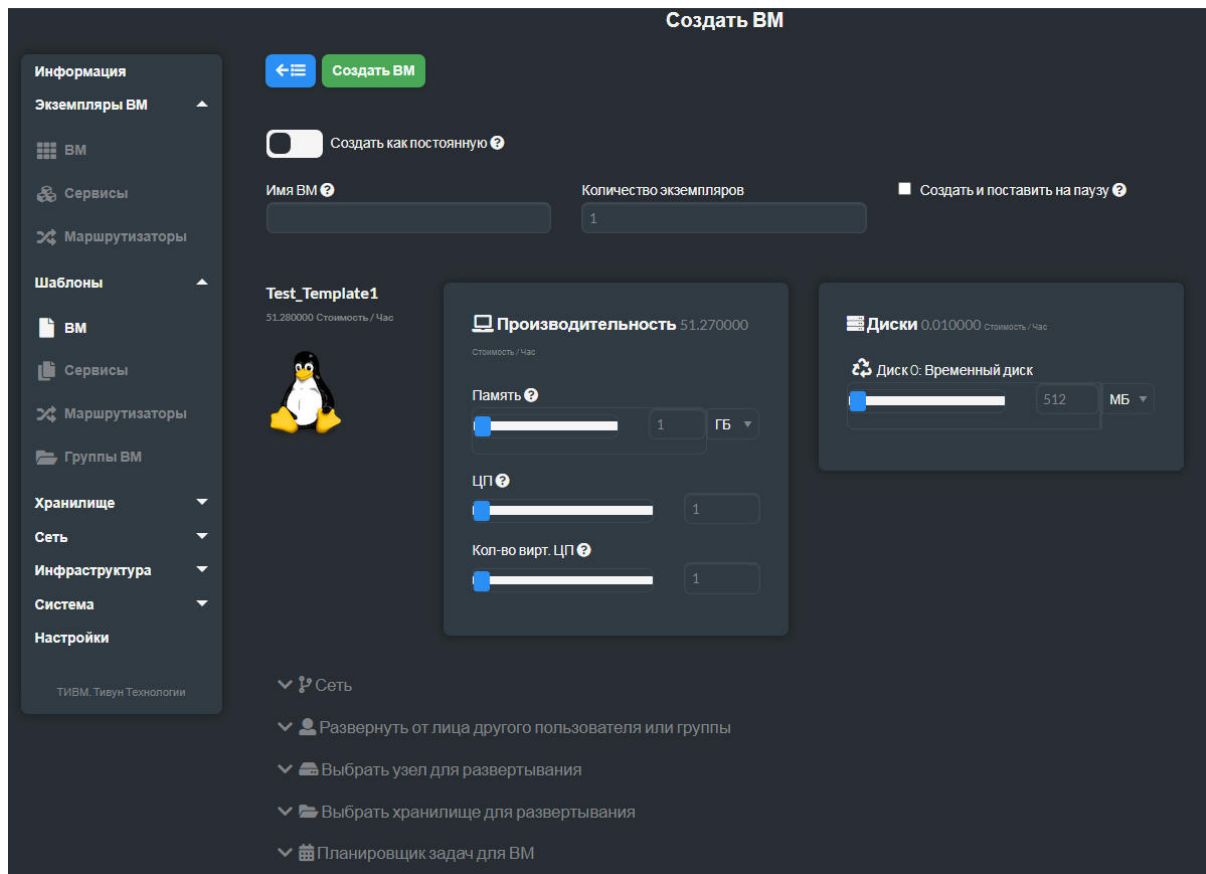 Создать ВМ
Информация
Экземпляры ВМ
ВМ
Сервисы
Маршрутизаторы
Шаблоны
ВМ
Сервисы
Маршрутизаторы
Группы ВМ
Хранилище
Сеть
Инфраструктура
Система
Настройки
ТИВМ. Тивун Технологии
Создать ВМ
Создать как постоянную
Имя ВМ
Количество экземпляров
1
Создать и поставить на паузу
Test_Template1
51.280000 Стоимость / Час
Производительность 51.270000
Стоимость / Час
Память
1 ГБ
ЦП
1
Кол-во вирт. ЦП
1
Диски 0.010000 Стоимость / Час
Диск 0: Временный диск
512 МБ
Сеть
Развернуть от лица другого пользователя или группы
Выбрать узел для развертывания
Выбрать хранилище для развертывания
Планировщик задач для ВМ